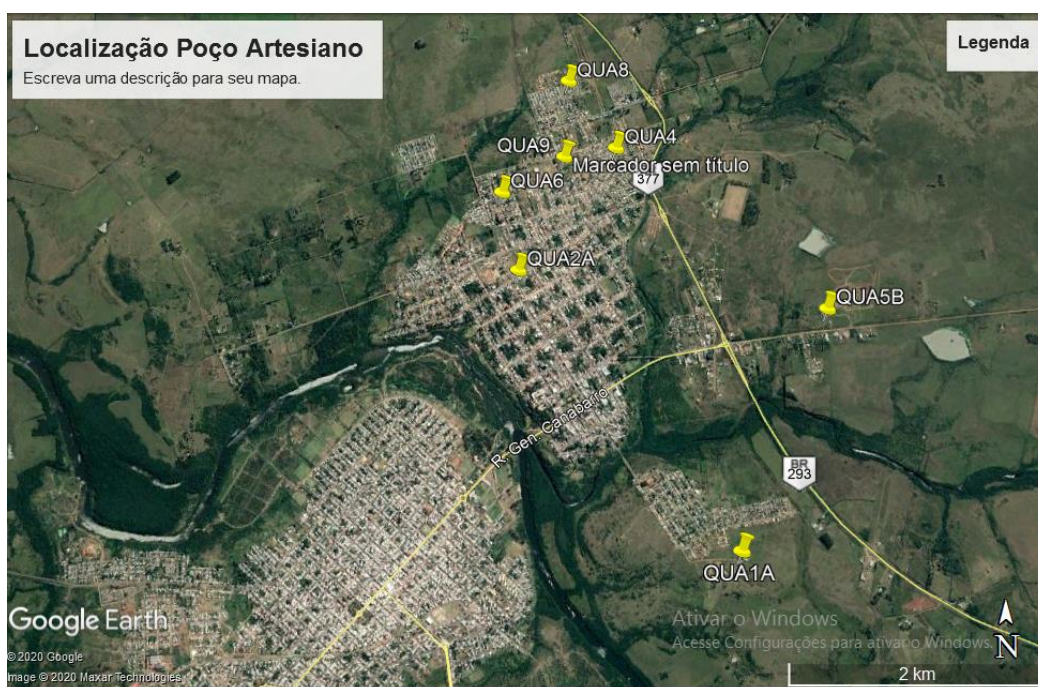 Localização Poço Artesiano
Escreva uma descrição para seu mapa.
Legenda
QUA8
QUA4
QUA9
Marcador sem título
377
QUA6
QUA2A
QUA5B
R. Gen. Canabarro
BR
293
QUA1A
Google Earth
Ativar o Windows
Acesse Configurações para ativar o Windows.
N
© 2020 Google
Image © 2020 Maxar Technologies
2 km